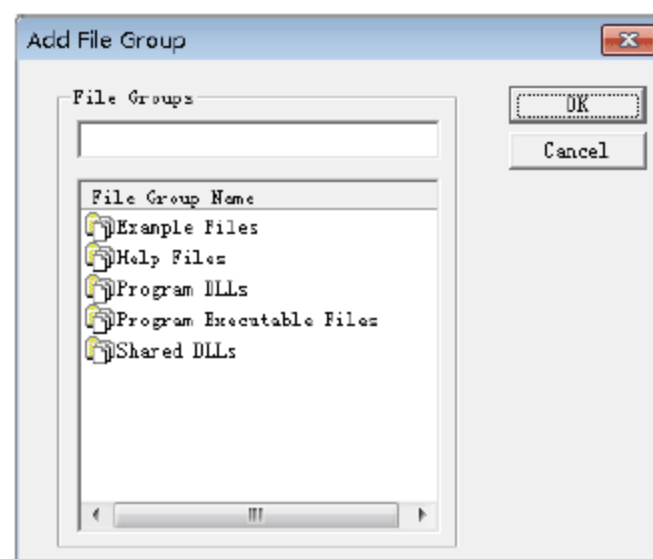 Add File Group
File Groups
OK
Cancel
File Group Name
Example Files
Help Files
Program DLLs
Program Executable Files
Shared DLLs